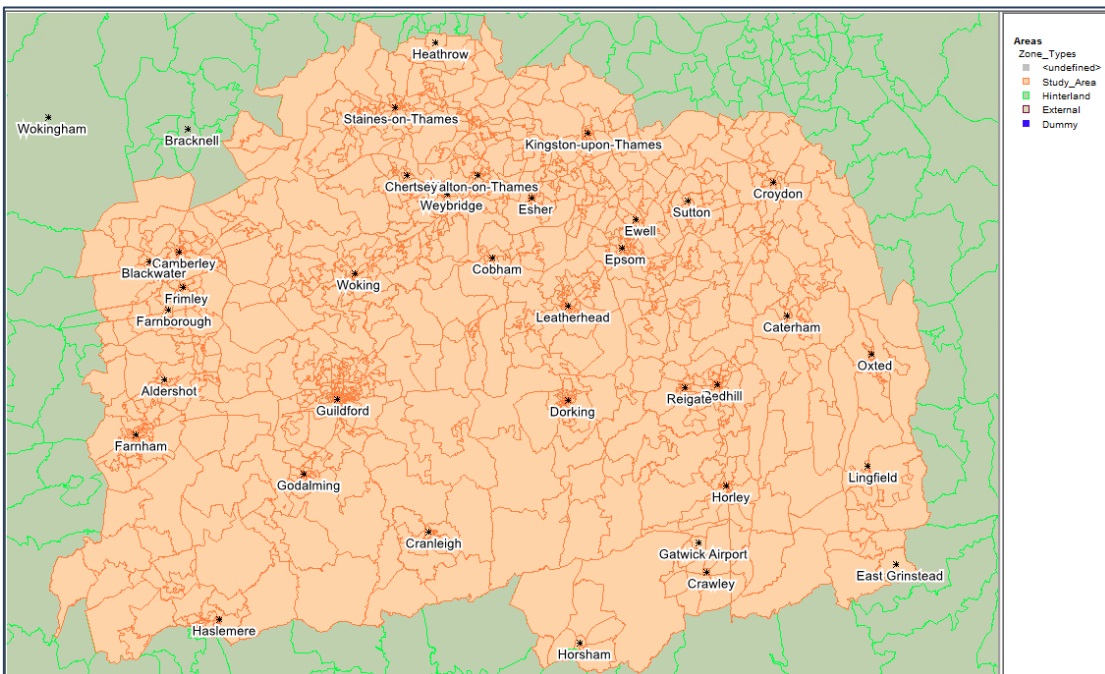 Heathrow
Staines-on-Thames
Wokingham
Bracknell
Kingston-upon-Thames
Chertsey
alton-on-Thames
Weybridge
Esher
Croydon
Sutton
Ewell
Epsom
Camberley
Blackwater
Cobham
Woking
Frimley
Farnborough
Leatherhead
Caterham
Oxted
Aldershot
Guildford
Dorking
Reigate
edhill
Farnham
Godalming
Lingfield
Horley
Cranleigh
Gatwick Airport
Crawley
East Grinstead
Haslemere
Horsham
Areas
Zone_Types
<undefined>
Study_Area
Hinterland
External
Dummy